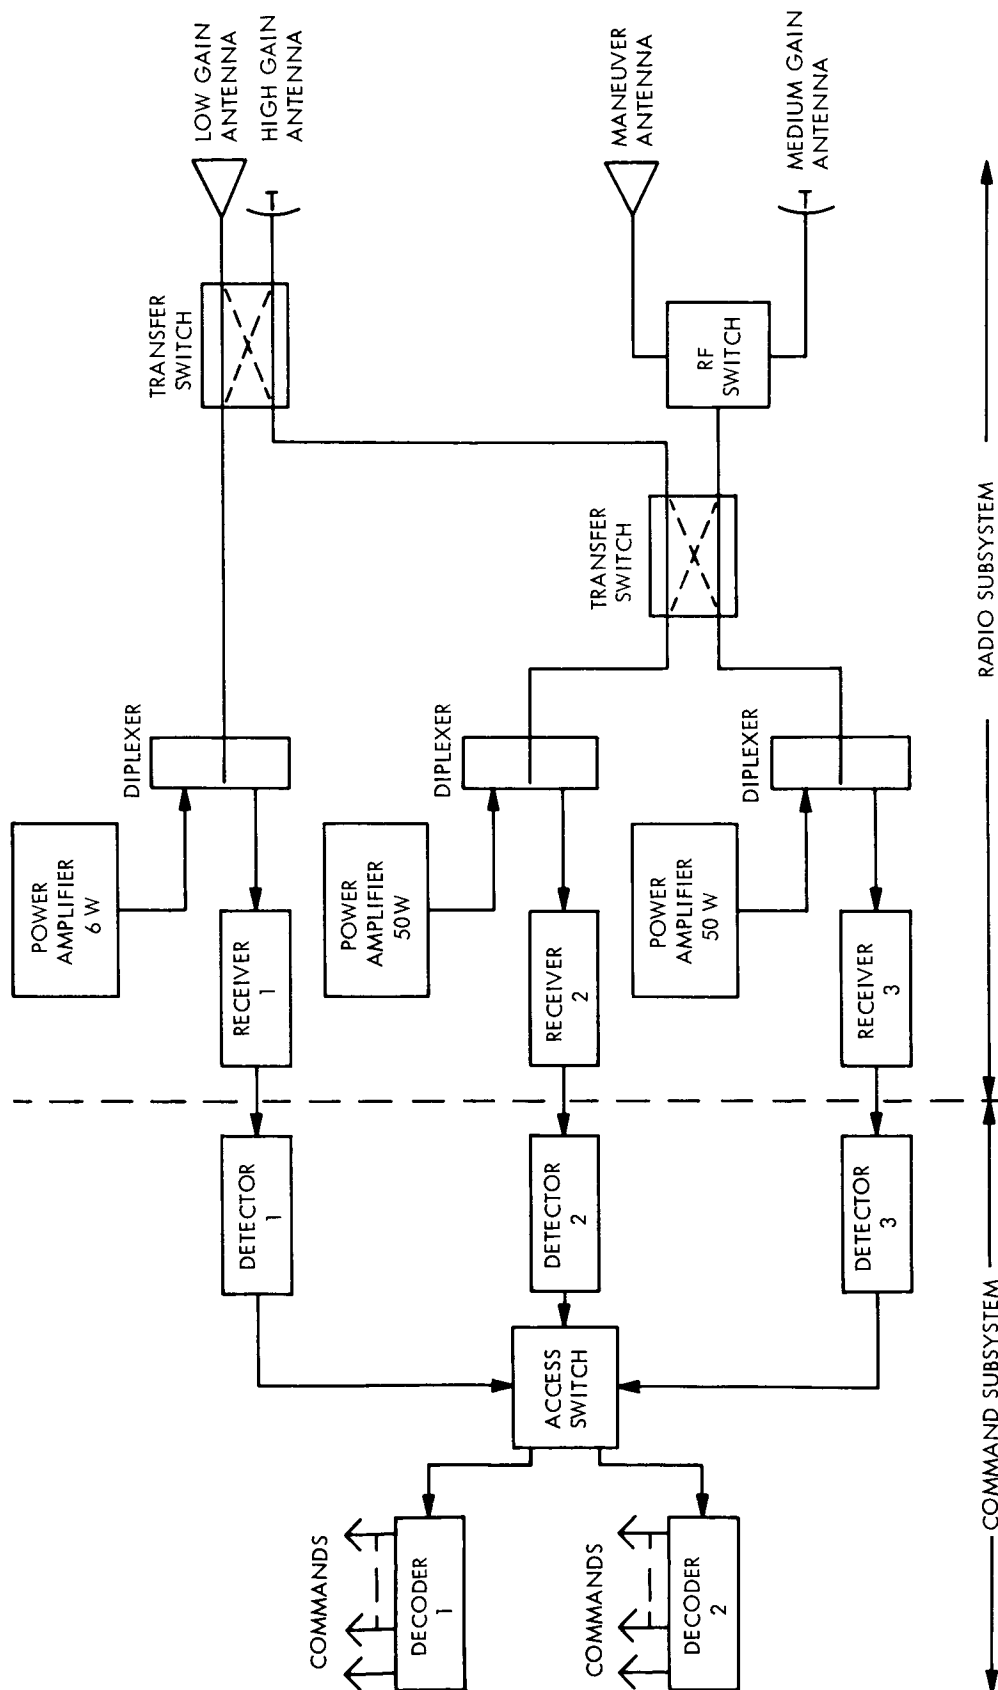 LOW GAIN
ANTENNA
HIGH GAIN
ANTENNA
MANEUVER
ANTENNA
MEDIUM GAIN
ANTENNA
TRANSFER
SWITCH
RF
SWITCH
TRANSFER
SWITCH
DIPLEXER
DIPLEXER
DIPLEXER
POWER
AMPLIFIER
6 W
POWER
AMPLIFIER
50 W
POWER
AMPLIFIER
50 W
RECEIVER
1
RECEIVER
2
RECEIVER
3
DETECTOR
1
DETECTOR
2
DETECTOR
3
ACCESS
SWITCH
COMMANDS
DECODER
1
COMMANDS
DECODER
2
RADIO SUBSYSTEM
COMMAND SUBSYSTEM